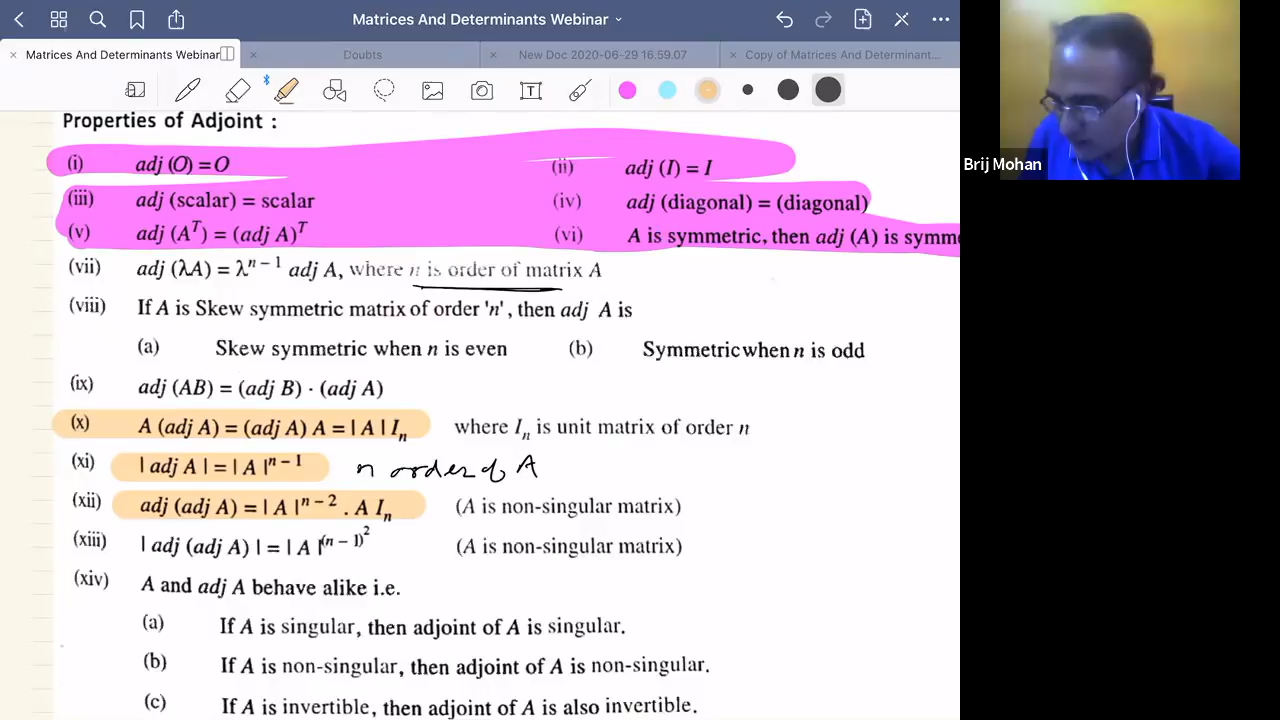 Matrices And Determinants Webinar
Matrices And Determinants Webinar
Doubts
New Doc 2020-06-29 16.59.07
Copy of Matrices And Determinant...
T
Properties of Adjoint :
(i) adj (O) = O (ii) adj (I) = I
(iii) adj (scalar) = scalar (iv) adj (diagonal) = (diagonal)
(v) adj (Aᵀ) = (adj A)ᵀ (vi) A is symmetric, then adj (A) is symme
(vii) adj (λA) = λⁿ⁻¹ adj A, where n is order of matrix A
(viii) If A is Skew symmetric matrix of order 'n', then adj A is
(a) Skew symmetric when n is even (b) Symmetric when n is odd
(ix) adj (AB) = (adj B) · (adj A)
(x) A (adj A) = (adj A) A = | A | Iₙ where Iₙ is unit matrix of order n
(xi) | adj A | = | A |ⁿ⁻¹ n order of A
(xii) adj (adj A) = | A |ⁿ⁻² . A Iₙ (A is non-singular matrix)
(xiii) | adj (adj A) | = | A |⁽ⁿ⁻¹⁾² (A is non-singular matrix)
(xiv) A and adj A behave alike i.e.
(a) If A is singular, then adjoint of A is singular.
(b) If A is non-singular, then adjoint of A is non-singular.
(c) If A is invertible, then adjoint of A is also invertible.
Brij Mohan